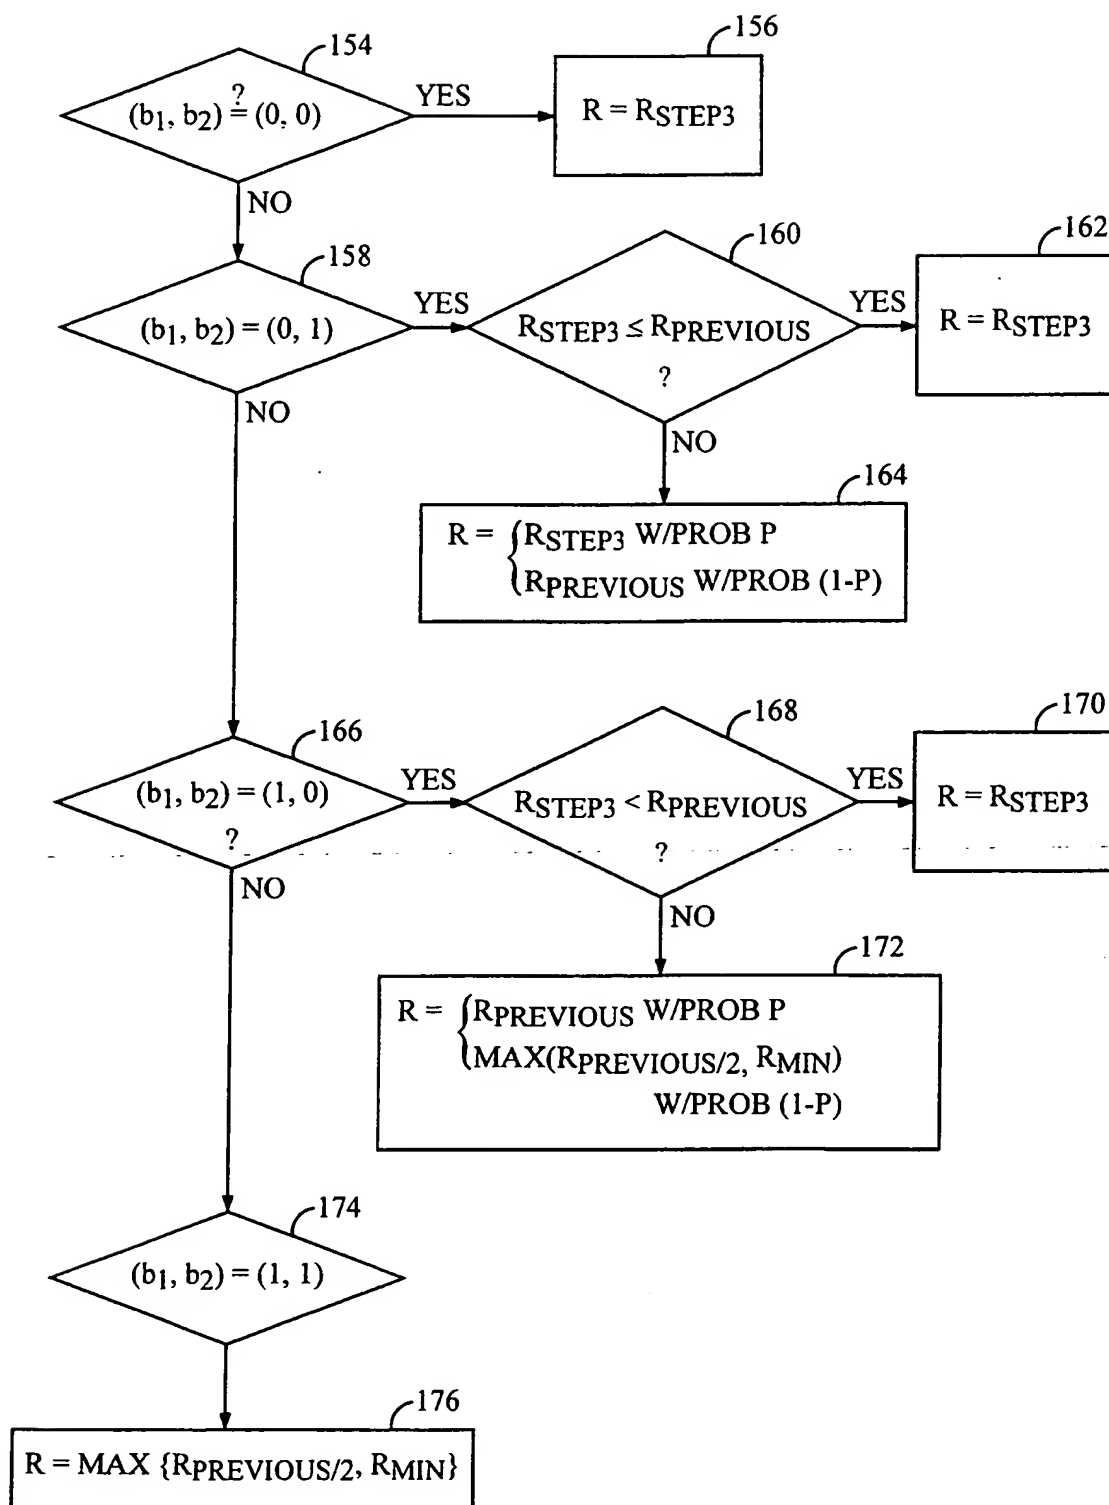 154
?
(b1, b2) = (0, 0)
YES
156
R = RSTEP3
NO
158
(b1, b2) = (0, 1)
YES
160
RSTEP3 ≤ RPREVIOUS
?
YES
162
R = RSTEP3
NO
NO
164
R = { RSTEP3 W/PROB P
RPREVIOUS W/PROB (1-P)
166
(b1, b2) = (1, 0)
?
YES
168
RSTEP3 < RPREVIOUS
?
YES
170
R = RSTEP3
NO
NO
172
R = { RPREVIOUS W/PROB P
MAX(RPREVIOUS/2, RMIN)
W/PROB (1-P)
174
(b1, b2) = (1, 1)
176
R = MAX {RPREVIOUS/2, RMIN}